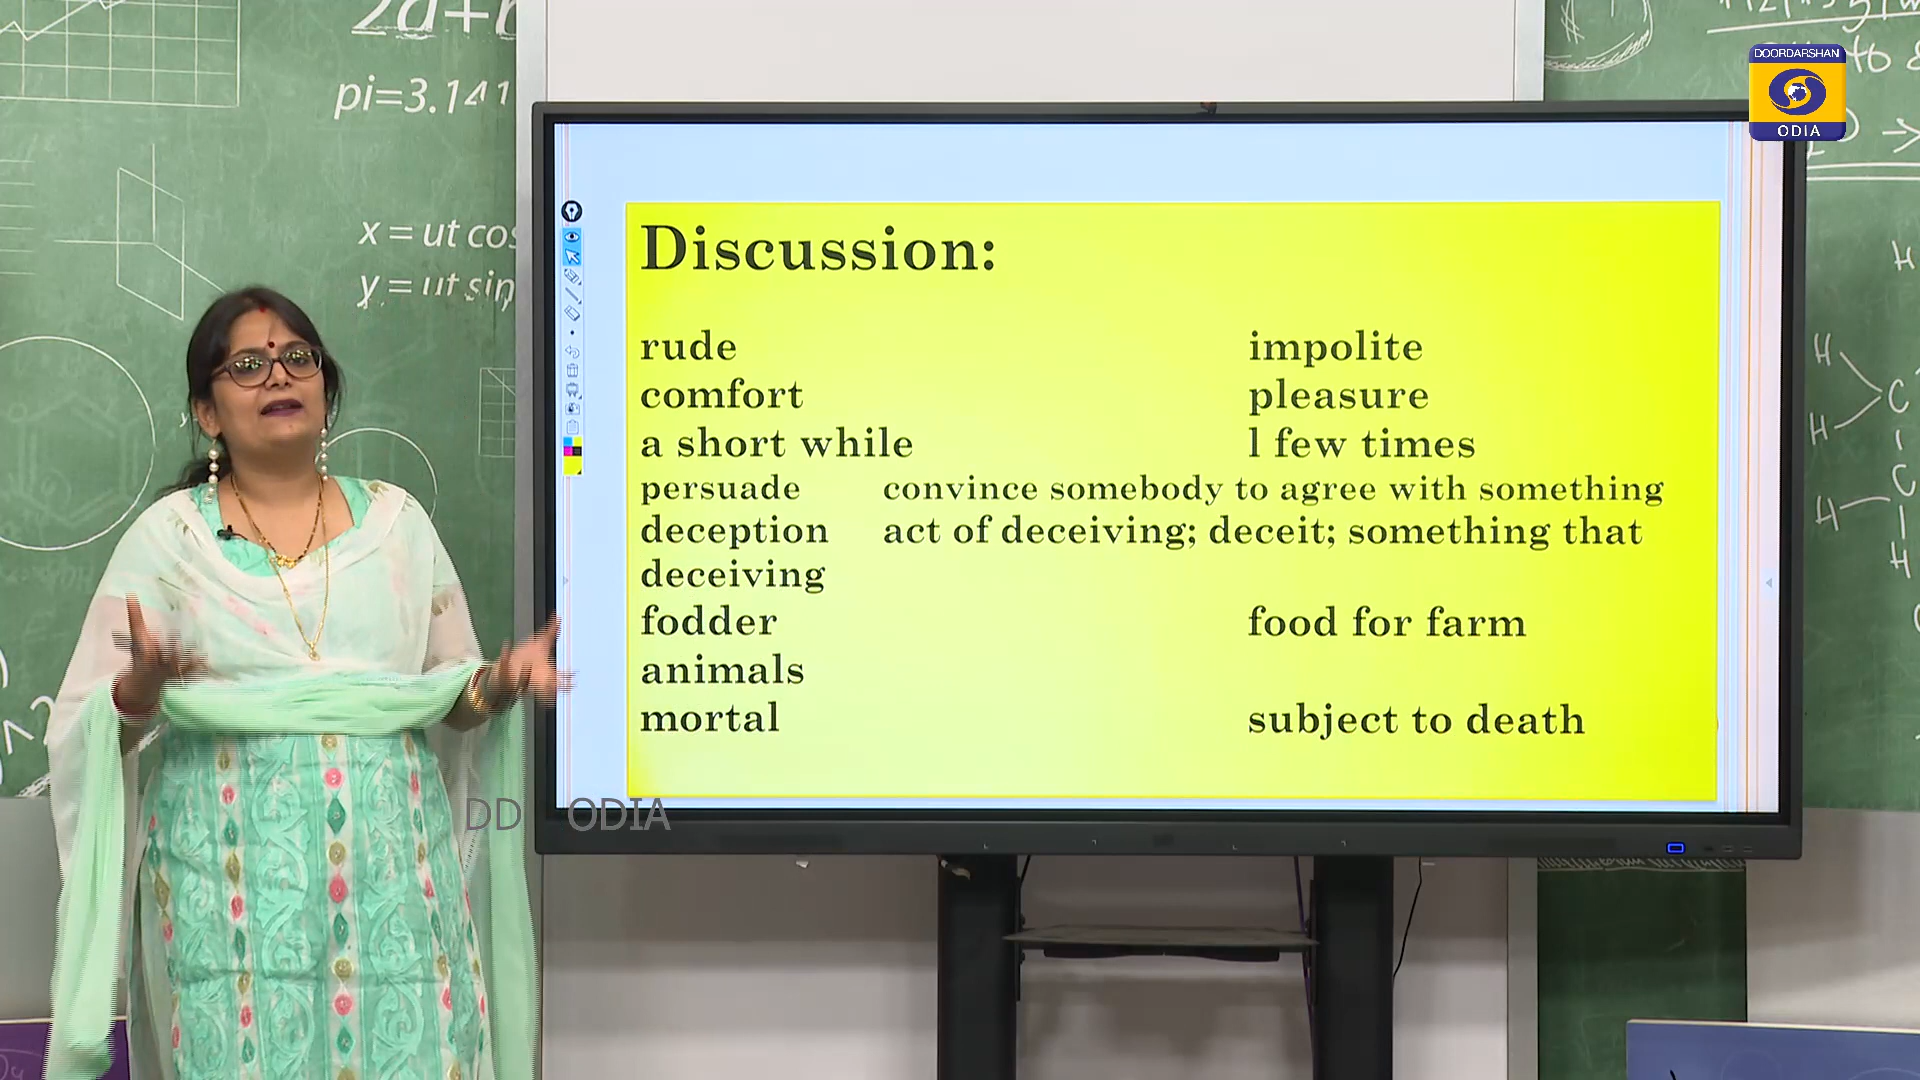 2a+b
pi=3.141
x = ut cos
y = ut sin
DOORDARSHAN
ODIA
Discussion:
rude impolite
comfort pleasure
a short while l few times
persuade convince somebody to agree with something
deception act of deceiving; deceit; something that
deceiving
fodder food for farm
animals
mortal subject to death
H
H
C
H
C
H
H
DD ODIA